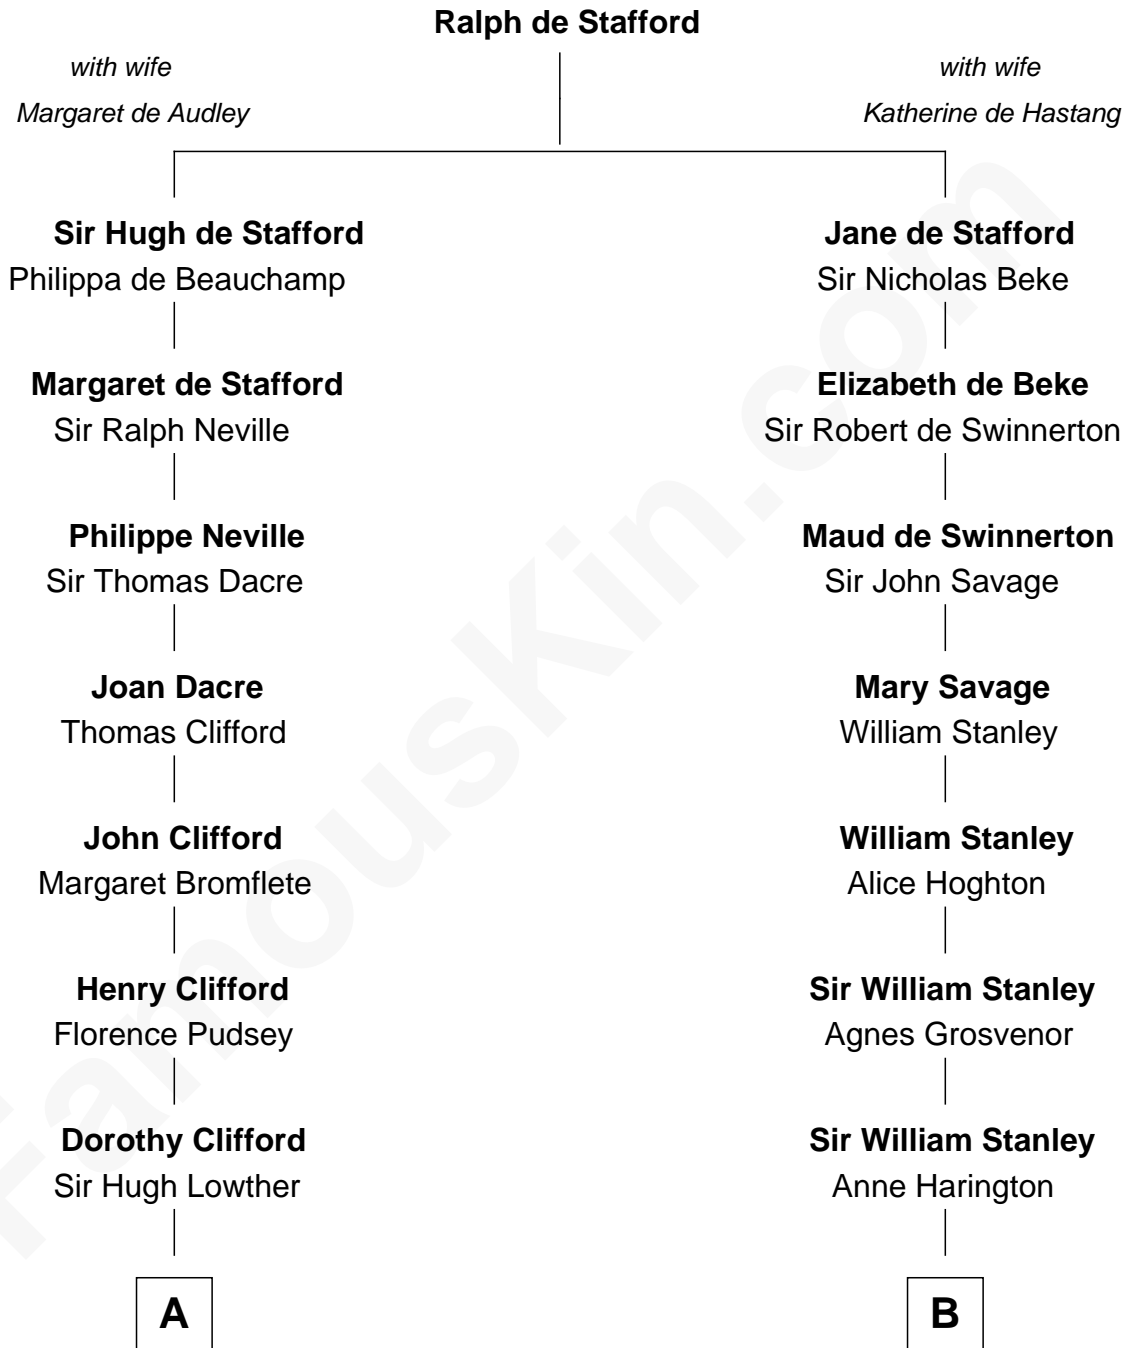 Ralph de Stafford
with wife
Margaret de Audley
with wife
Katherine de Hastang
Sir Hugh de Stafford
Philippa de Beauchamp
Jane de Stafford
Sir Nicholas Beke
Margaret de Stafford
Sir Ralph Neville
Elizabeth de Beke
Sir Robert de Swinnerton
Philippe Neville
Sir Thomas Dacre
Maud de Swinnerton
Sir John Savage
Joan Dacre
Thomas Clifford
Mary Savage
William Stanley
John Clifford
Margaret Bromflete
William Stanley
Alice Hoghton
Henry Clifford
Florence Pudsey
Sir William Stanley
Agnes Grosvenor
Dorothy Clifford
Sir Hugh Lowther
Sir William Stanley
Anne Harington
A
B
FamousKin.com